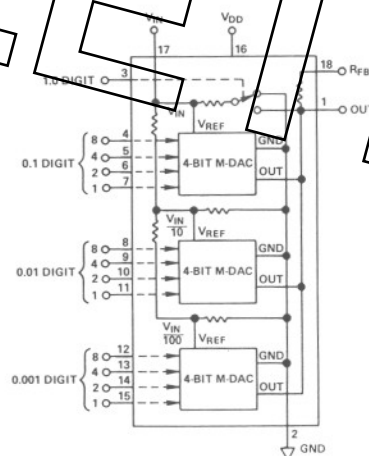 VIN VDD
17 16
18 RFB
1.0 DIGIT 3
1
VIN
VREF
8 4
GND
0.1 DIGIT 4 5 4-BIT M-DAC
2 6
OUT
1 7
VIN/10 VREF
8 8
GND
0.01 DIGIT 4 9 4-BIT M-DAC
2 10
OUT
1 11
VIN/100 VREF
8 12
GND
0.001 DIGIT 4 13 4-BIT M-DAC
2 14
OUT
1 15
2
GND